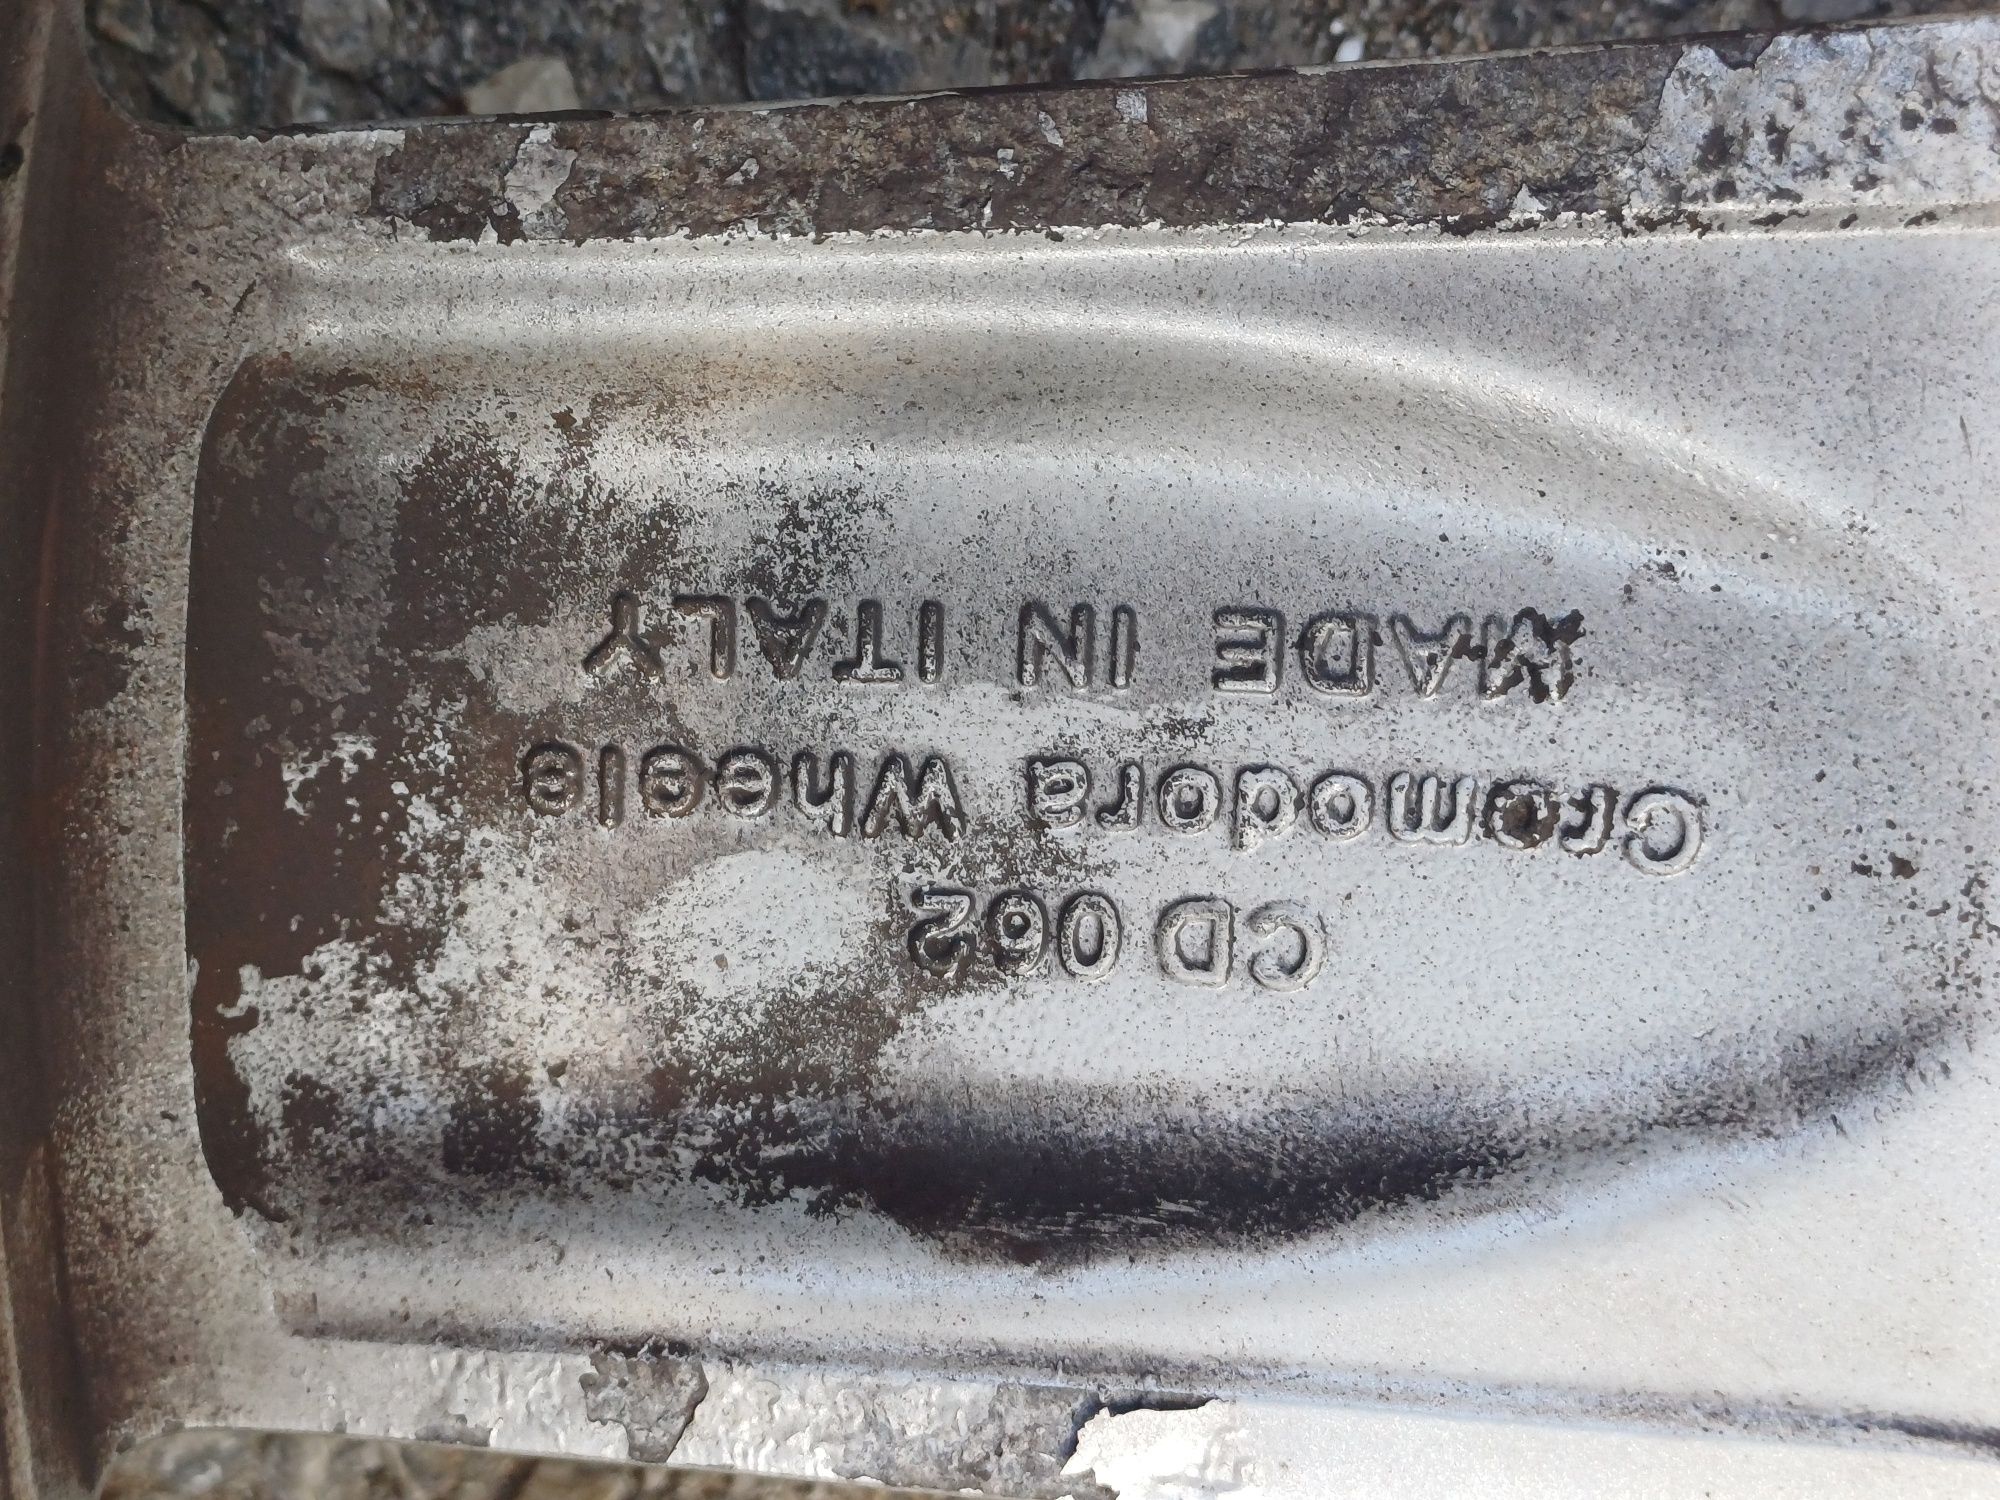 CD 062
Cromodora Wheels
MADE IN ITALY